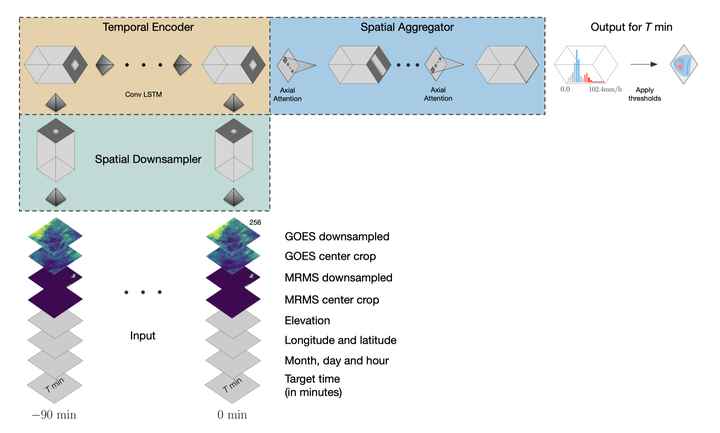 Temporal Encoder
Spatial Aggregator
Output for T min
Conv LSTM
Axial
Attention
Axial
Attention
0.0
102.4mm/h
Apply
thresholds
Spatial Downsampler
256
GOES downsampled
GOES center crop
MRMS downsampled
MRMS center crop
Elevation
Input
Longitude and latitude
Month, day and hour
T min
T min
Target time
(in minutes)
−90 min
0 min